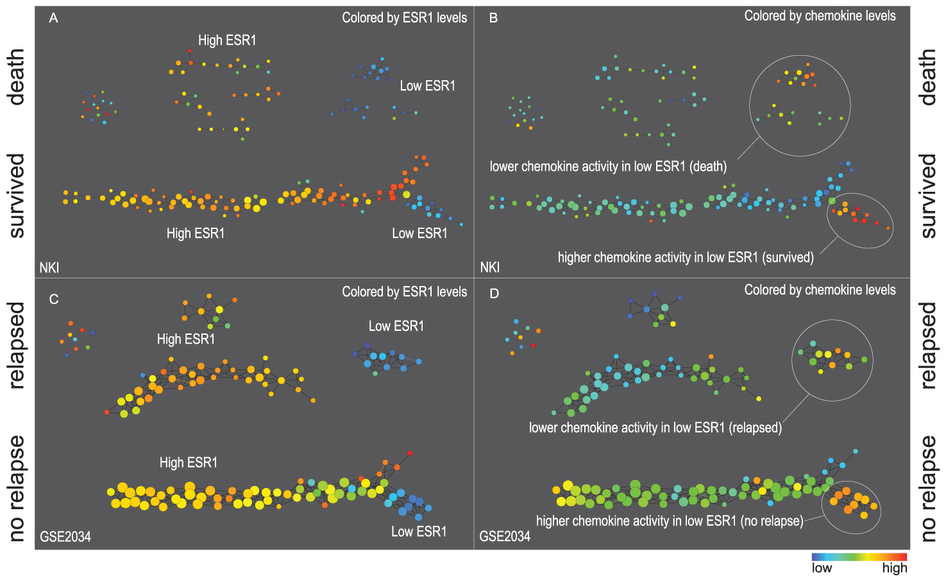 A
Colored by ESR1 levels
High ESR1
Low ESR1
High ESR1
Low ESR1
NKI
B
Colored by chemokine levels
lower chemokine activity in low ESR1 (death)
higher chemokine activity in low ESR1 (survived)
NKI
death
survived
death
survived
C
Colored by ESR1 levels
High ESR1
Low ESR1
High ESR1
Low ESR1
GSE2034
D
Colored by chemokine levels
lower chemokine activity in low ESR1 (relapsed)
higher chemokine activity in low ESR1 (no relapse)
GSE2034
relapsed
no relapse
relapsed
no relapse
low high